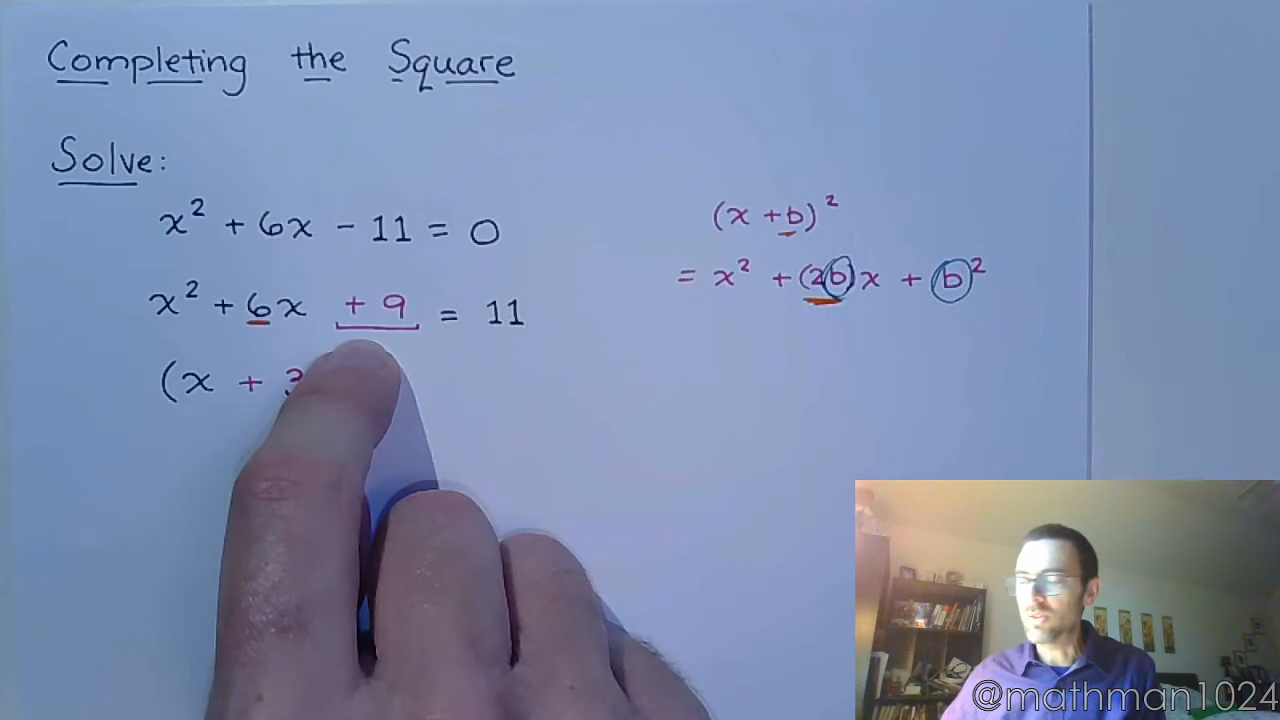 Completing the Square
Solve:
x² + 6x - 11 = 0
x² + 6x + 9 = 11
(x + 3
(x + b)²
= x² + (2b)x + b²
@mathman1024